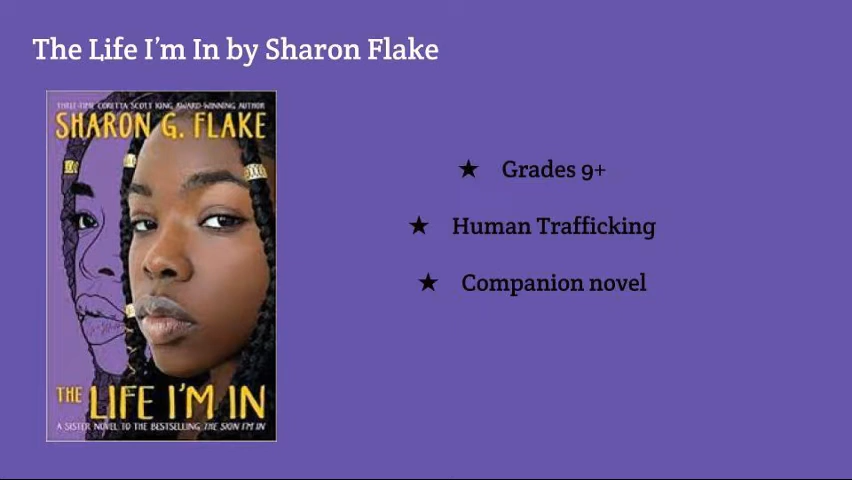 The Life I'm In by Sharon Flake
THREE-TIME CORETTA SCOTT KING AWARD-WINNING AUTHOR
SHARON G. FLAKE
★ Grades 9+
★ Human Trafficking
★ Companion novel
THE LIFE I'M IN
A SISTER NOVEL TO THE BESTSELLING THE SKIN I'M IN